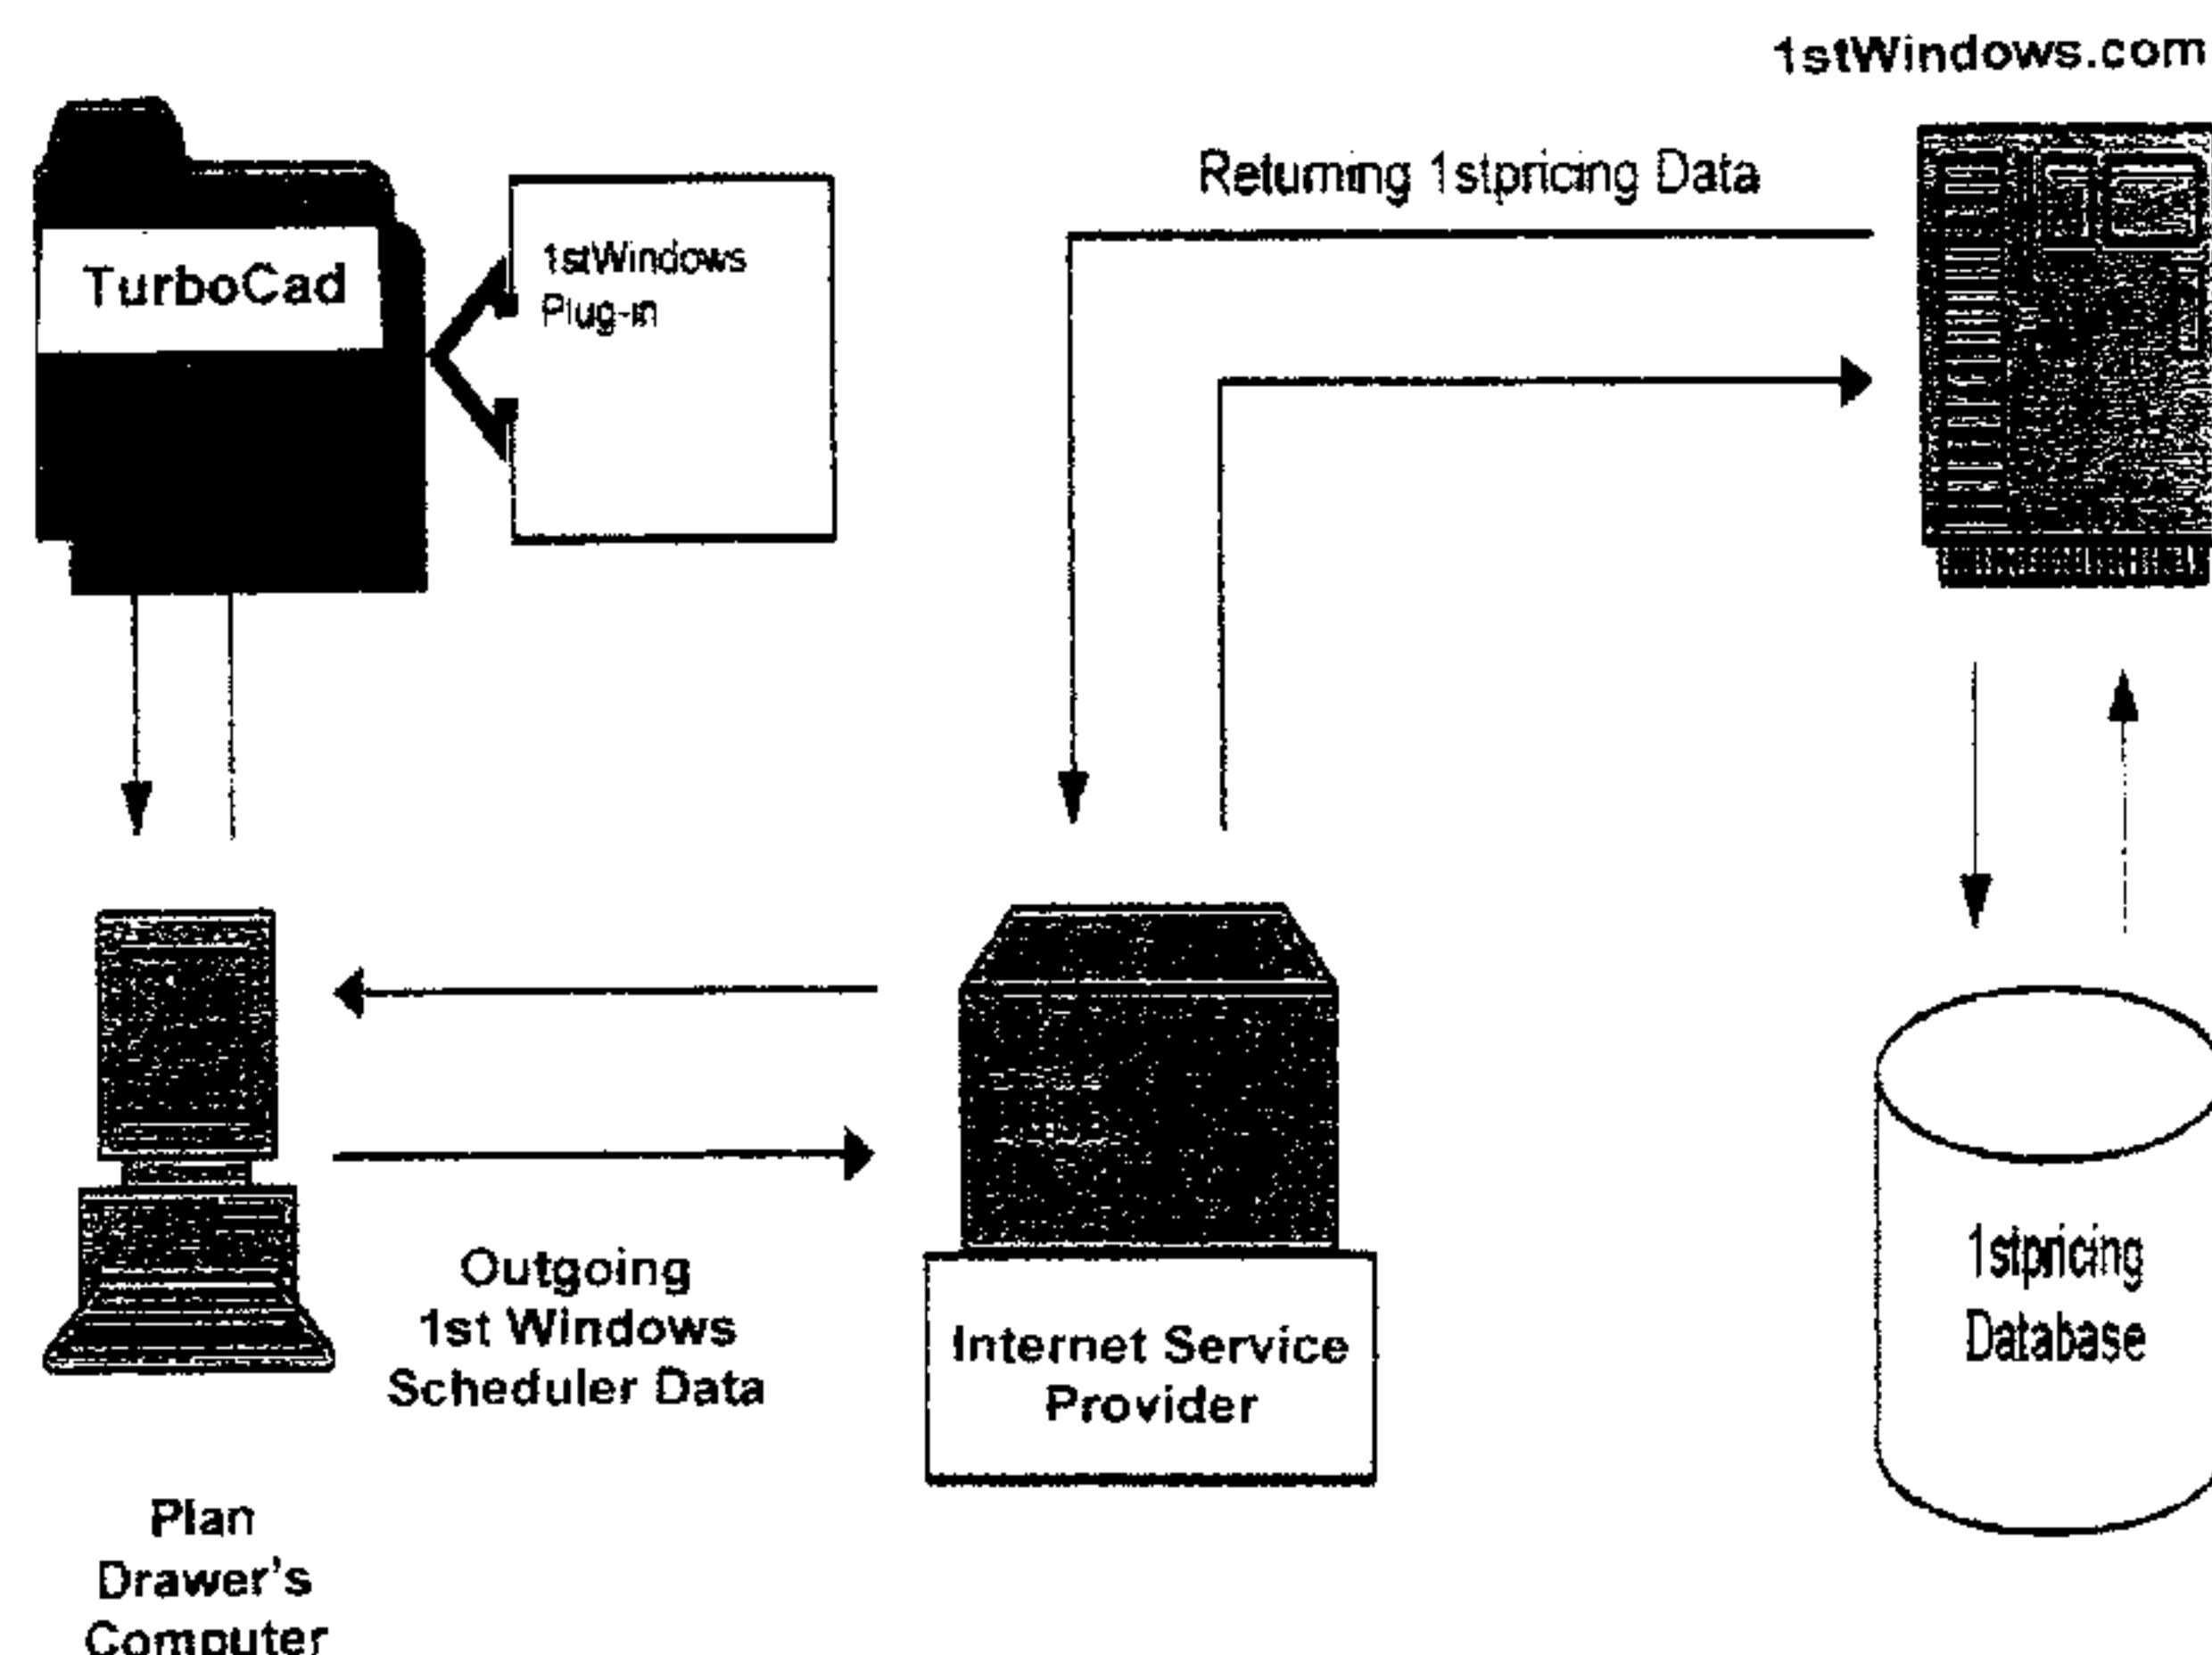 1stWindows.com
Returning 1stpricing Data
TurboCad
1stWindows
Plug-in
Outgoing
1st Windows
Scheduler Data
Internet Service
Provider
1stpricing
Database
Plan
Drawer's
Computer